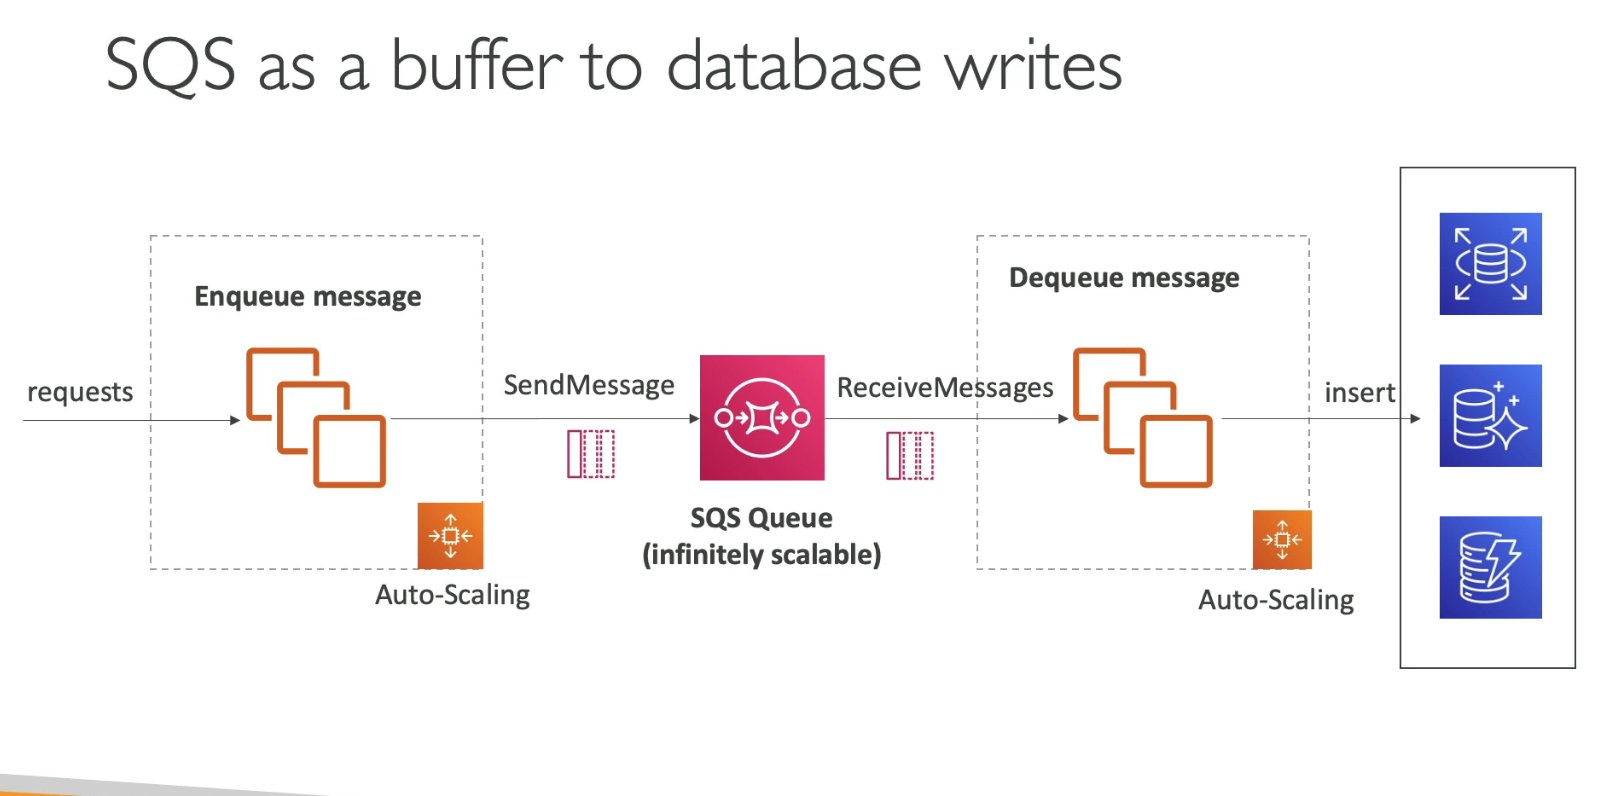 SQS as a buffer to database writes
Enqueue message
Dequeue message
requests
SendMessage
ReceiveMessages
insert
SQS Queue
(infinitely scalable)
Auto-Scaling
Auto-Scaling